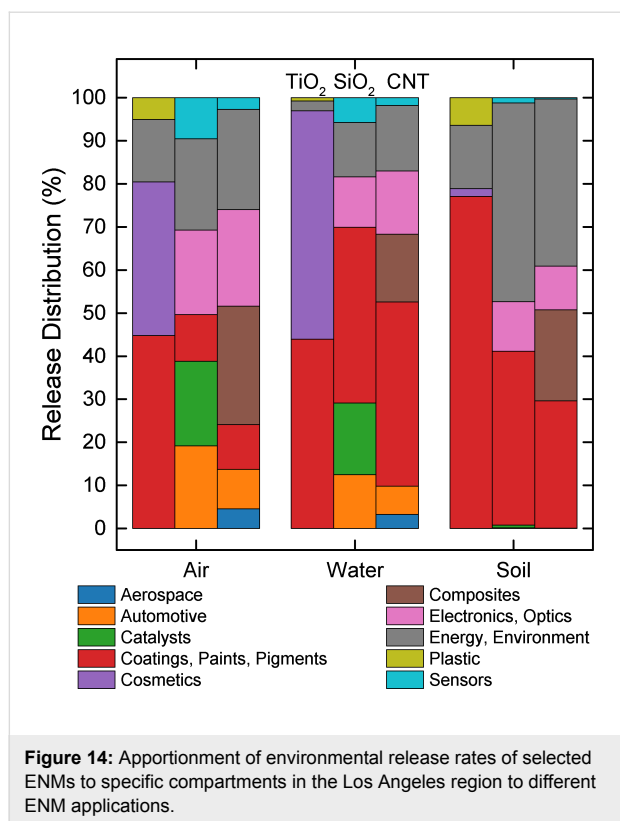 TiO2 SiO2 CNT
100
90
80
70
60
50
40
30
20
10
0
Release Distribution (%)
Air Water Soil
Aerospace
Automotive
Catalysts
Coatings, Paints, Pigments
Cosmetics
Composites
Electronics, Optics
Energy, Environment
Plastic
Sensors
Figure 14: Apportionment of environmental release rates of selected
ENMs to specific compartments in the Los Angeles region to different
ENM applications.